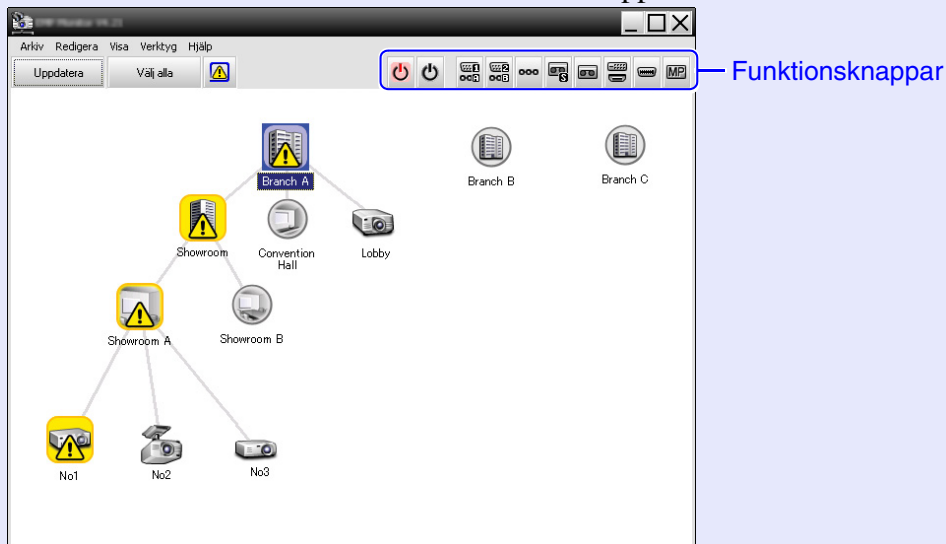 Arkiv Redigera Visa Verktyg Hjälp
Uppdatera Välj alla
MP
Funktionsknappar
Branch A
Branch B
Branch C
Showroom
Convention
Hall
Lobby
Showroom A
Showroom B
No1
No2
No3